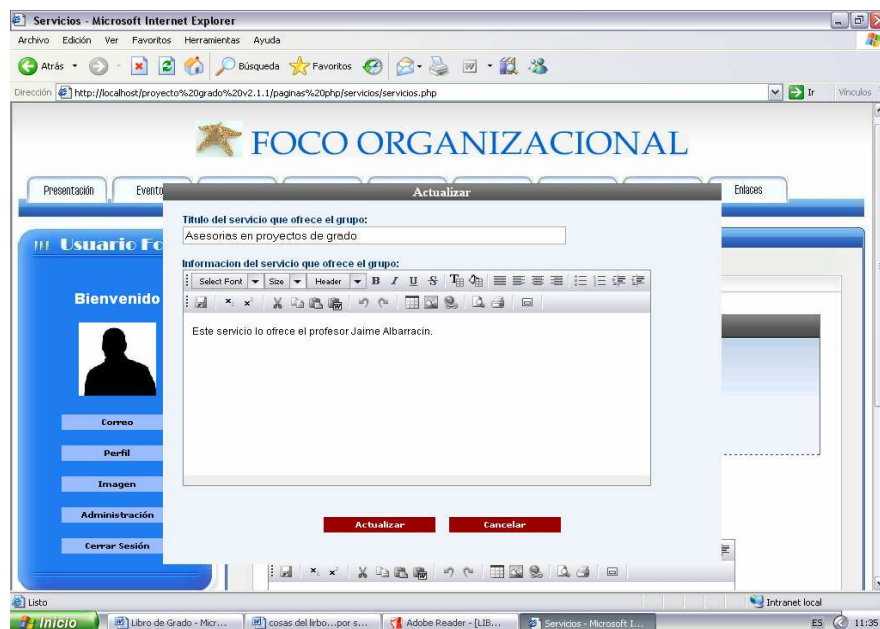 Servicios - Microsoft Internet Explorer
Archivo Edición Ver Favoritos Herramientas Ayuda
Atrás Búsqueda Favoritos
Dirección http://localhost/proyecto%20grado%20v2.1.1/paginas%20php/servicios/servicios.php Ir Vínculos
FOCO ORGANIZACIONAL
Presentación Evento Enlaces
Actualizar
Titulo del servicio que ofrece el grupo:
Asesorias en proyectos de grado
Usuario Fo
Informacion del servicio que ofrece el grupo:
Select Font Size Header B I U S
Bienvenido
Este servicio lo ofrece el profesor Jaime Albarracin.
Correo
Perfil
Imagen
Administración
Actualizar Cancelar
Cerrar Sesión
Listo Intranet local
Inicio Libro de Grado - Micr... cosas del lirbo...por s... Adobe Reader - [LIB... Servicios - Microsoft I... ES 11:35